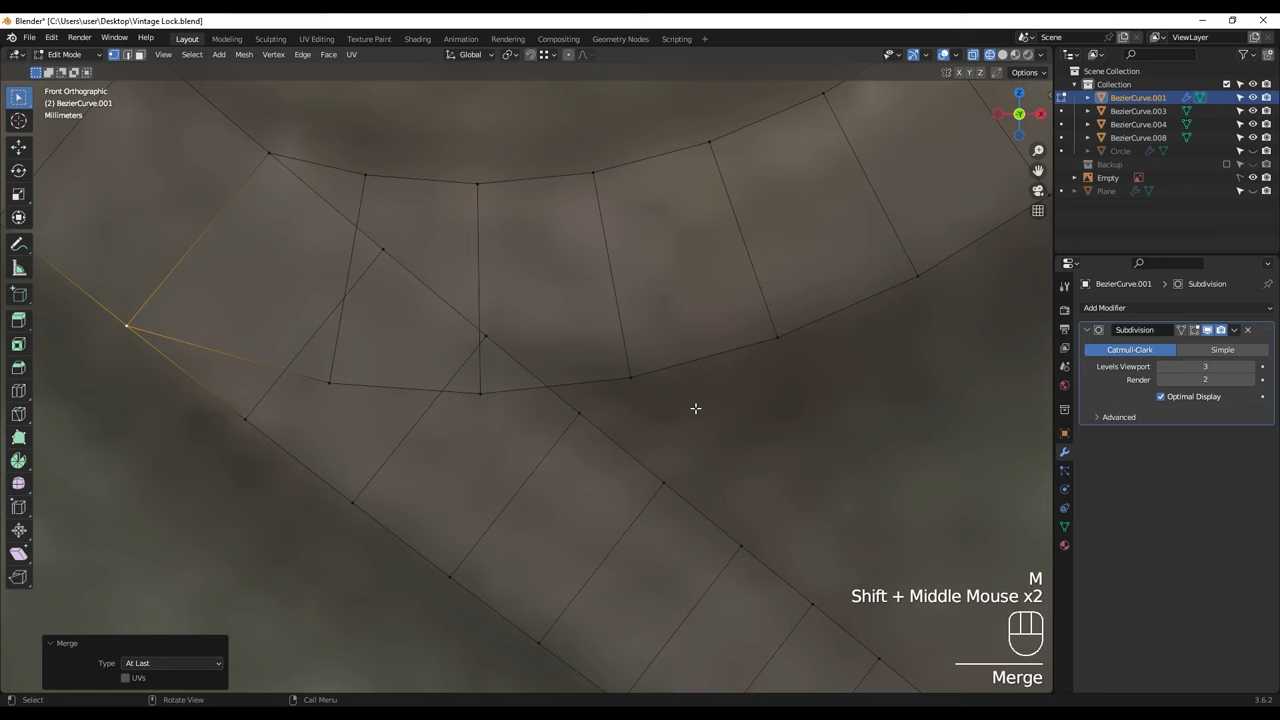 Blender* [C:\Users\user\Desktop\Vintage Lock.blend]
File Edit Render Window Help Layout Modeling Sculpting UV Editing Texture Paint Shading Animation Rendering Compositing Geometry Nodes Scripting + Scene ViewLayer
Edit Mode View Select Add Mesh Vertex Edge Face UV Global
X Y Z Options
Front Orthographic
(2) BezierCurve.001
Millimeters
Z
-Y
X
Scene Collection
Collection
BezierCurve.001
BezierCurve.003
BezierCurve.004
BezierCurve.008
Circle
Backup
Empty
Plane
BezierCurve.001 > Subdivision
Add Modifier
Subdivision
Catmull-Clark Simple
Levels Viewport 3
Render 2
Optimal Display
Advanced
M
Shift + Middle Mouse x2
Merge
Merge
Type At Last
UVs
Select Rotate View Call Menu 3.6.2